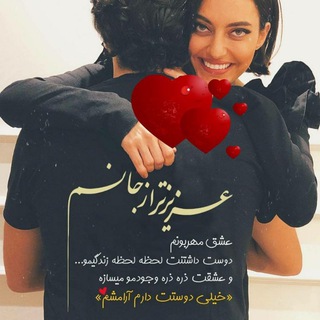 عزیزتر از جانم
عشق مهربونم
دوست داشتنت لحظه لحظه زندگیمو...
و عشقت ذره ذره وجودمو میسازه
«خیلی دوستت دارم آرامشم»